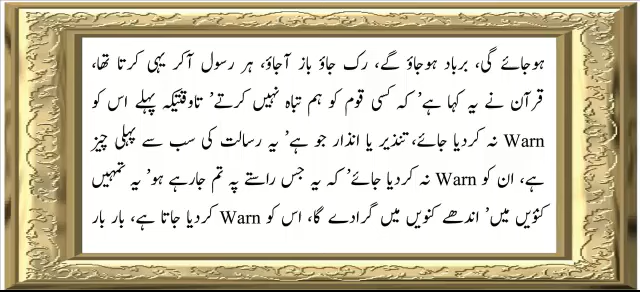 ہوجائے گی، برباد ہوجاؤ گے، رک جاؤ باز آجاؤ، ہر رسول آکر یہی کرتا تھا،
قرآن نے یہ کہا ہے’ کہ کسی قوم کو ہم تباہ نہیں کرتے’ تاوقتیکہ پہلے اس کو
Warn نہ کردیا جائے، تنذیر یا انذار جو ہے’ یہ رسالت کی سب سے پہلی چیز
ہے، ان کو Warn نہ کردیا جائے’ کہ یہ جس راستے پہ تم جارہے ہو’ یہ تمہیں
کنؤیں میں’ اندھے کنویں میں گرادے گا، اس کو Warn کردیا جاتا ہے، بار بار